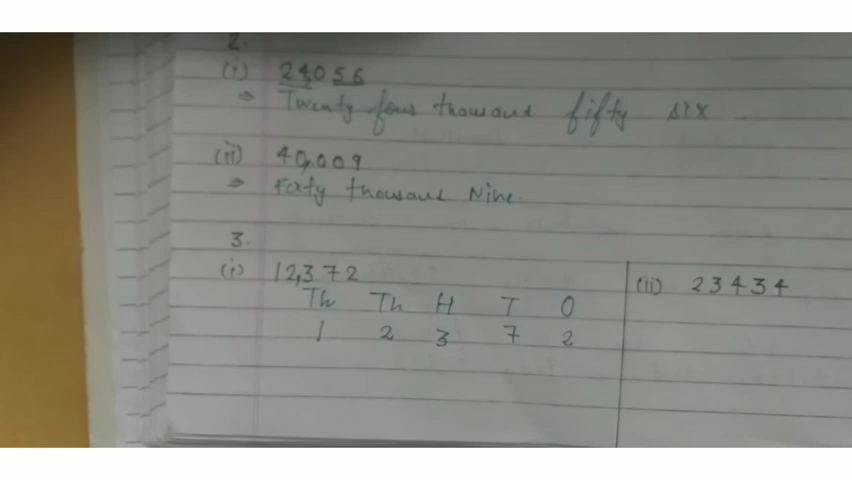 2.
(i) 24056
⇒ Twenty four thousand fifty six
(ii) 40,009
⇒ Forty thousand Nine.
3.
(i) 12,372
Th Th H T O
1 2 3 7 2
(ii) 23434